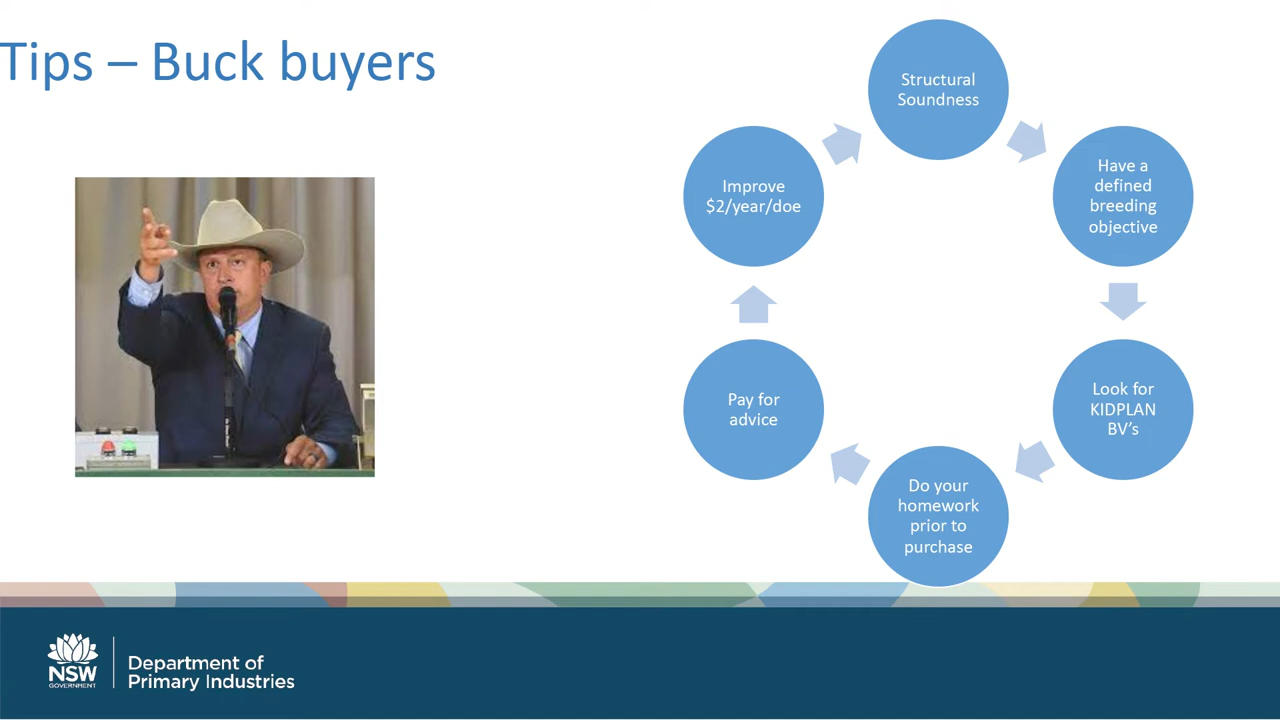 Tips – Buck buyers
Structural
Soundness
Have a
defined
breeding
objective
Look for
KIDPLAN
BV's
Do your
homework
prior to
purchase
Pay for
advice
Improve
$2/year/doe
NSW
GOVERNMENT
Department of
Primary Industries